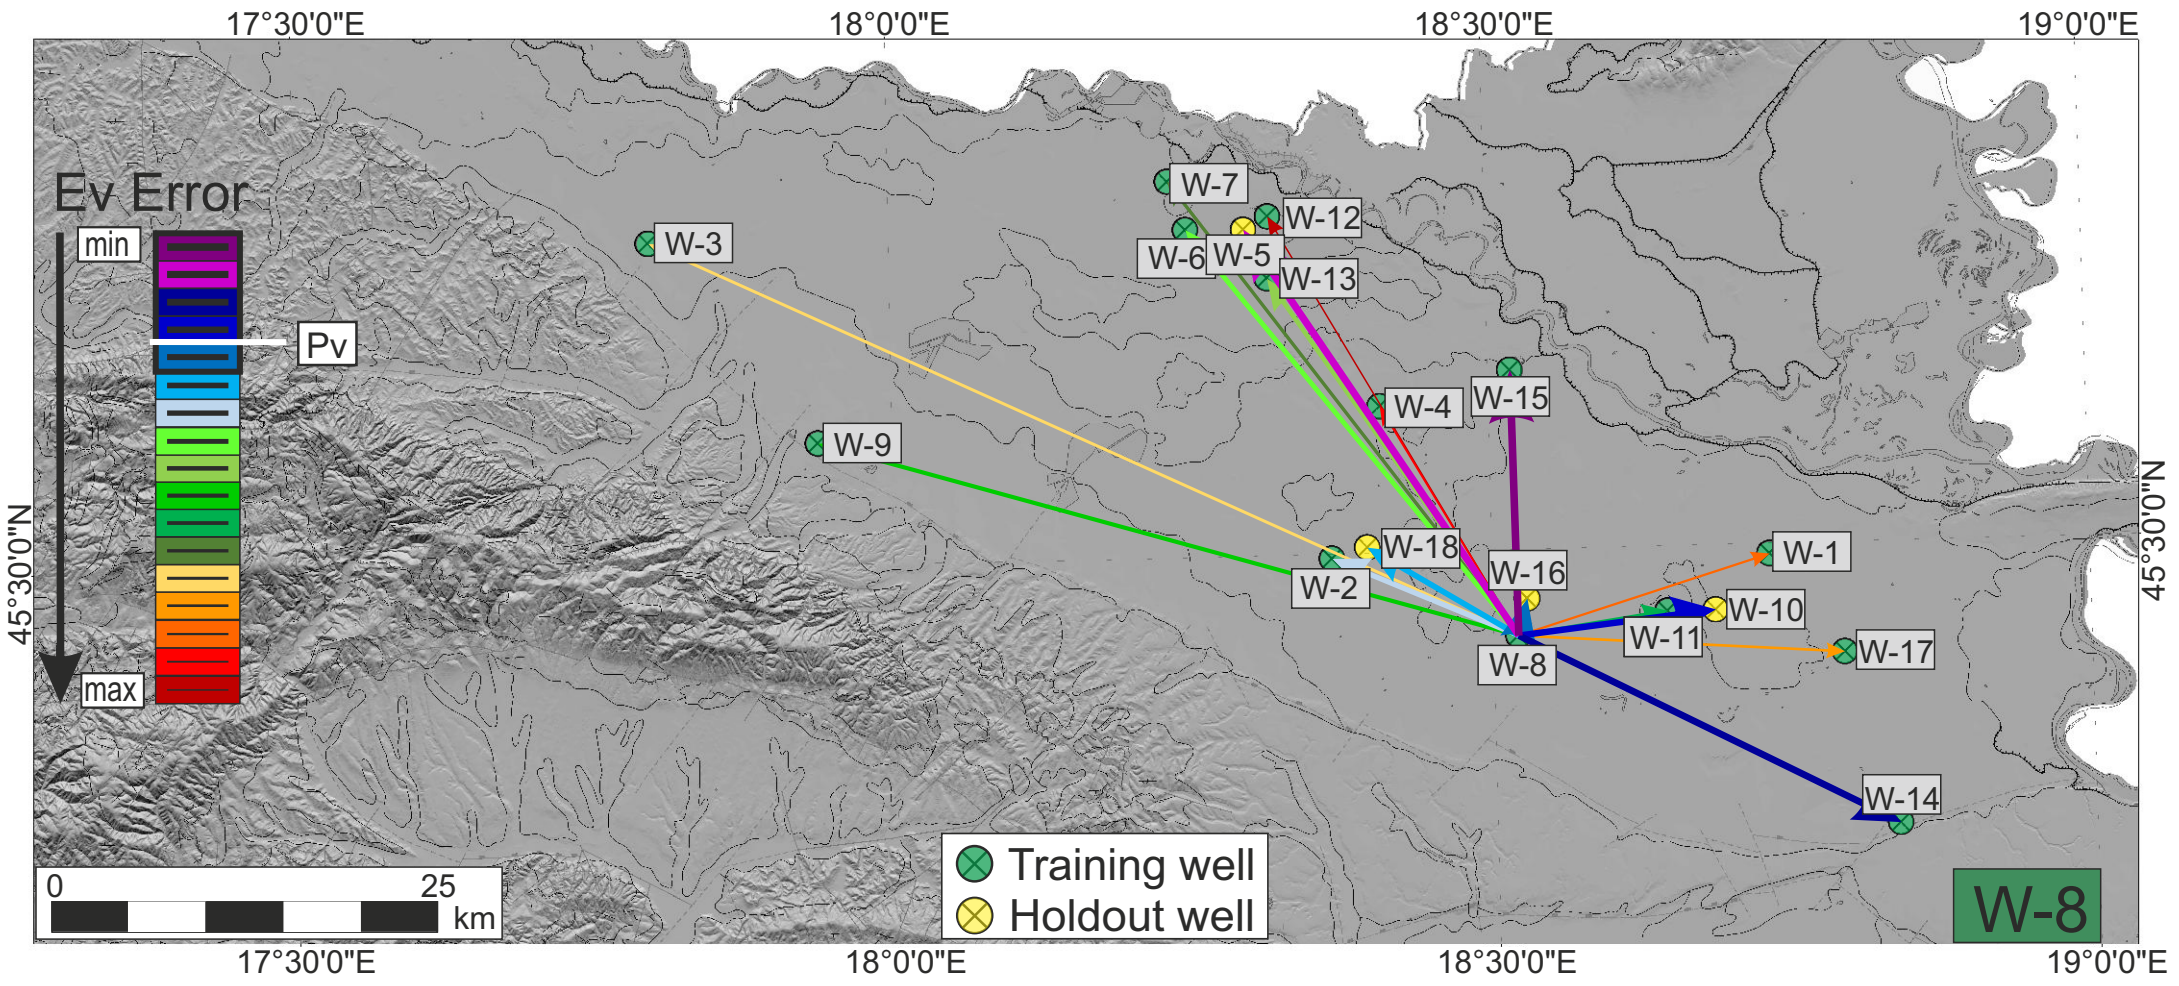 17°30'0"E 18°0'0"E 18°30'0"E 19°0'0"E
Ev Error
min
Pv
max
W-7
W-12
W-3
W-6
W-5
W-13
W-15
W-4
W-9
W-18
W-1
W-16
W-2
W-10
W-11
W-17
W-8
W-14
45°30'0"N
45°30'0"N
0 25
km
Training well
Holdout well
W-8
17°30'0"E 18°0'0"E 18°30'0"E 19°0'0"E